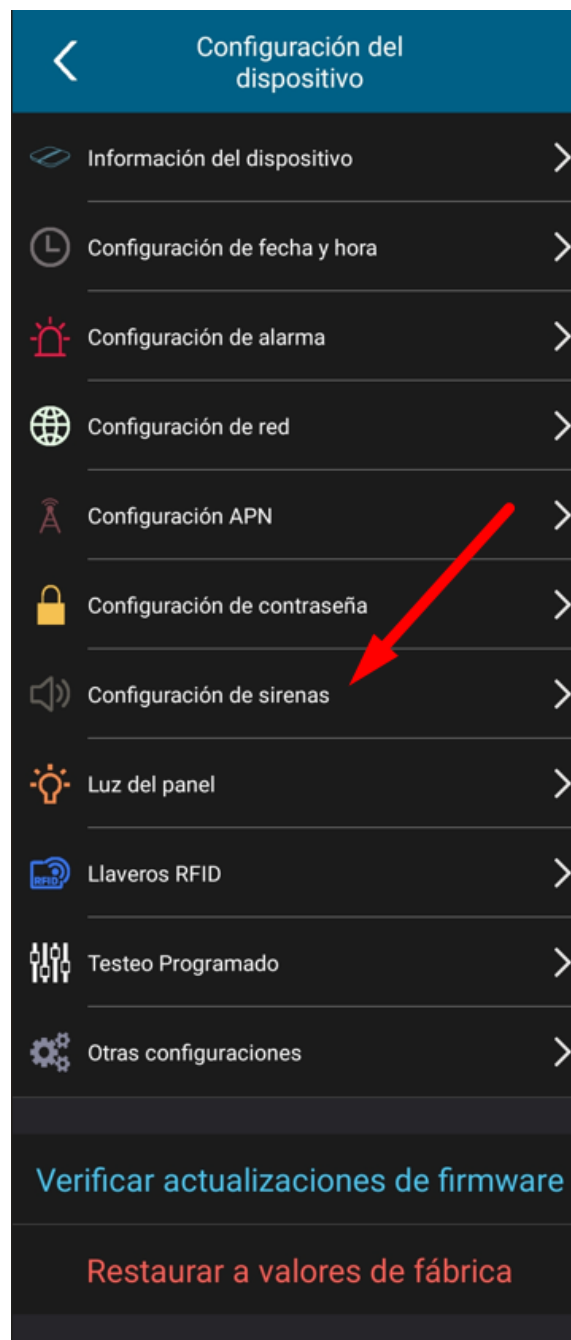 Configuración del
dispositivo
Información del dispositivo
Configuración de fecha y hora
Configuración de alarma
Configuración de red
Configuración APN
Configuración de contraseña
Configuración de sirenas
Luz del panel
RFID
Llaveros RFID
Testeo Programado
Otras configuraciones
Verificar actualizaciones de firmware
Restaurar a valores de fábrica